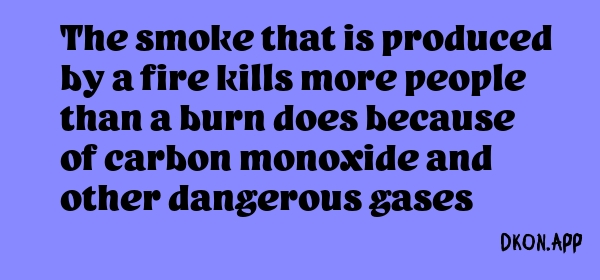 The smoke that is produced
by a fire kills more people
than a burn does because
of carbon monoxide and
other dangerous gases
DKON.APP